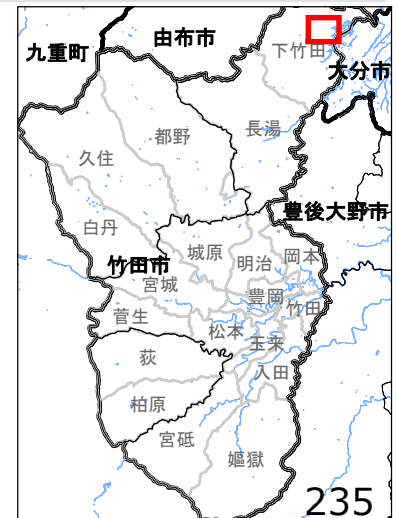 由布市
九重町
下竹田
大分市
都野
長湯
久住
白丹
豊後大野市
城原
岡本
明治
竹田市
宮城
豊岡
竹田
菅生
松本
玉来
荻
入田
柏原
宮砥
嫗獄
235